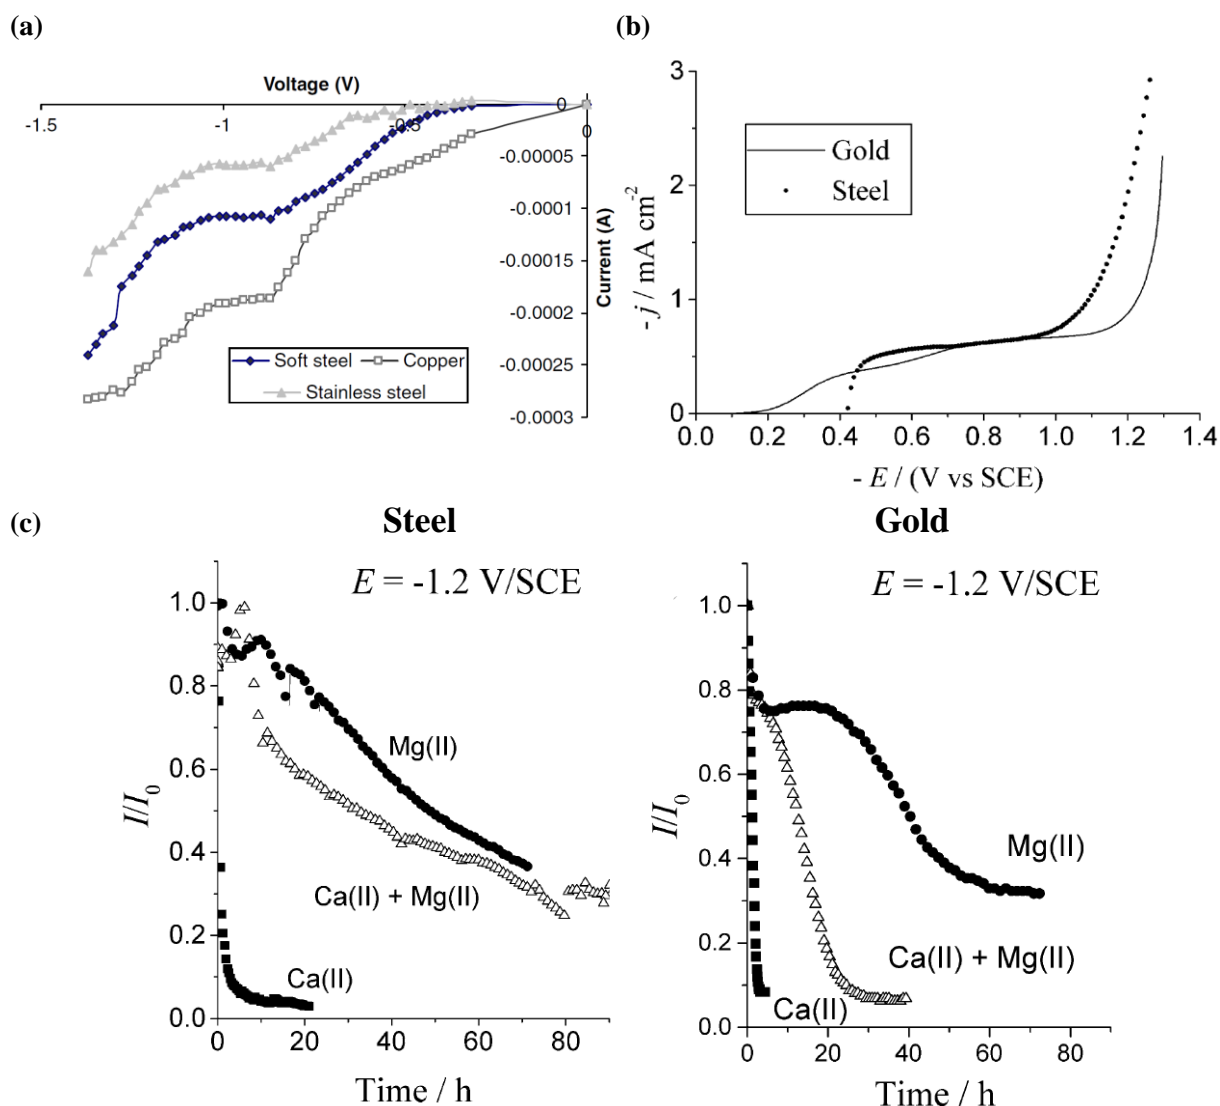 (a)
Voltage (V)
-1.5
-1
-0.5
0
0
-0.00005
-0.0001
-0.00015
-0.0002
-0.00025
-0.0003
Current (A)
Soft steel
Copper
Stainless steel
(b)
3
2
1
0
-j / mA cm-2
Gold
Steel
0.0 0.2 0.4 0.6 0.8 1.0 1.2 1.4
- E / (V vs SCE)
(c)
Steel
E = -1.2 V/SCE
1.0
0.8
0.6
0.4
0.2
0.0
I/I0
Mg(II)
Ca(II) + Mg(II)
Ca(II)
0 20 40 60 80
Time / h
Gold
E = -1.2 V/SCE
1.0
0.8
0.6
0.4
0.2
0.0
I/I0
Mg(II)
Ca(II) + Mg(II)
Ca(II)
0 20 40 60 80
Time / h